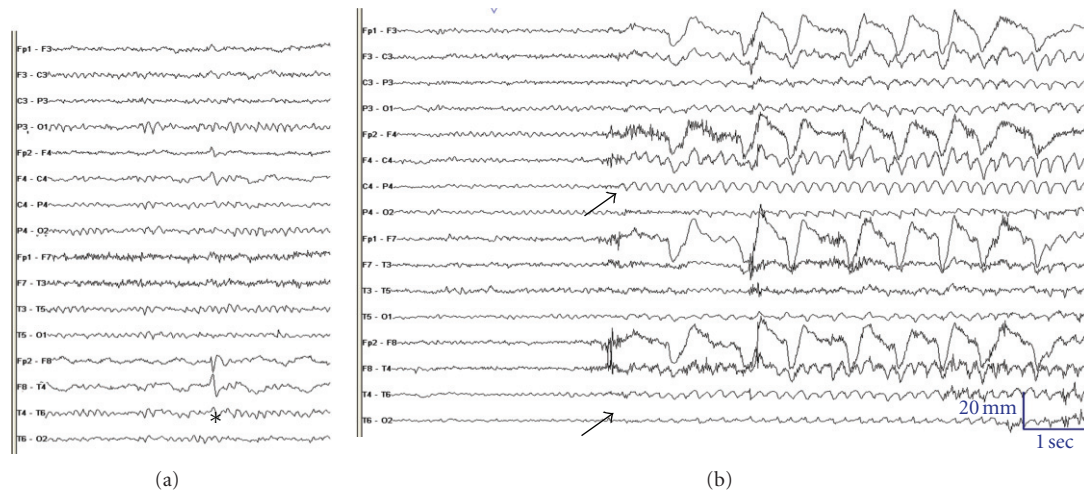 Fp1 - F3
F3 - C3
C3 - P3
P3 - O1
Fp2 - F4
F4 - C4
C4 - P4
P4 - O2
Fp1 - F7
F7 - T3
T3 - T5
T5 - O1
Fp2 - F8
F8 - T4
T4 - T6
*
T6 - O2
(a)
Fp1 - F3
F3 - C3
C3 - P3
P3 - O1
Fp2 - F4
F4 - C4
C4 - P4
P4 - O2
Fp1 - F7
F7 - T3
T3 - T5
T5 - O1
Fp2 - F8
F8 - T4
T4 - T6
T6 - O2
20 mm
1 sec
(b)